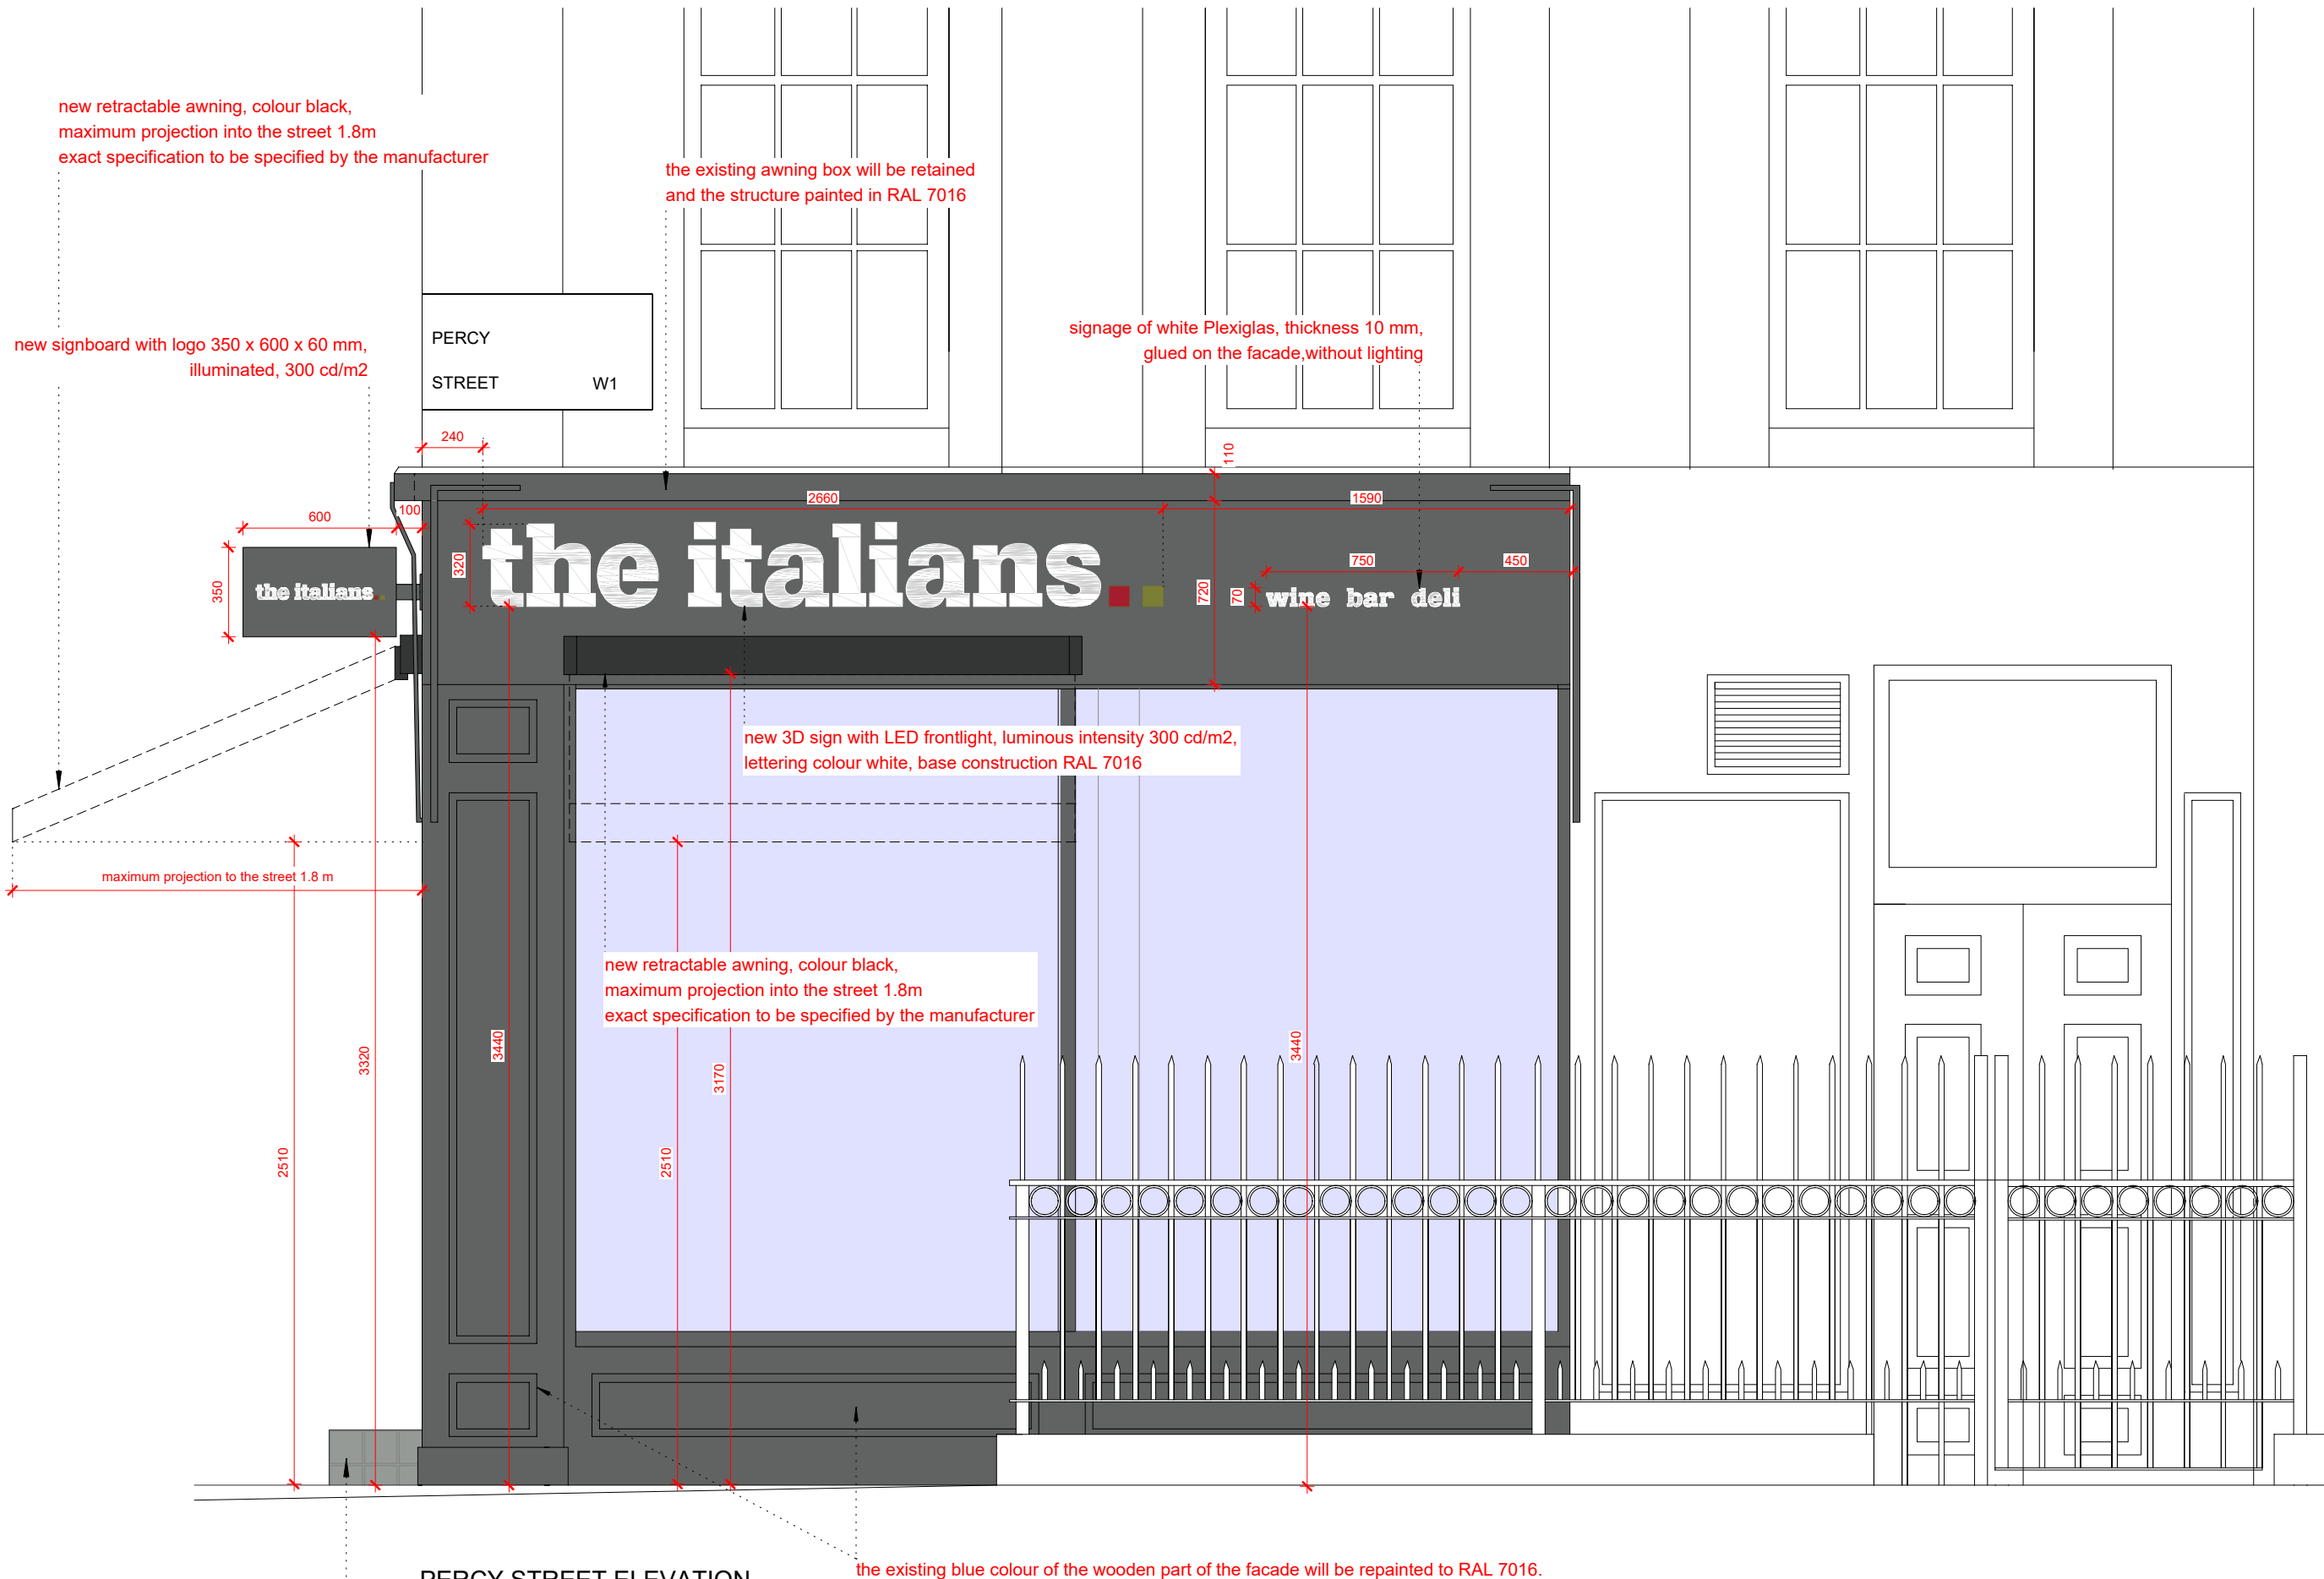 new retractable awning, colour black,
maximum projection into the street 1.8m
exact specification to be specified by the manufacturer
the existing awning box will be retained
and the structure painted in RAL 7016
PERCY
STREET W1
new signboard with logo 350 x 600 x 60 mm,
illuminated, 300 cd/m2
signage of white Plexiglas, thickness 10 mm,
glued on the facade,without lighting
240
110
2660
1590
600
100
320
350
the italians
the italians
720
750
450
70
wine bar deli
new 3D sign with LED frontlight, luminous intensity 300 cd/m2,
lettering colour white, base construction RAL 7016
maximum projection to the street 1.8 m
new retractable awning, colour black,
maximum projection into the street 1.8m
exact specification to be specified by the manufacturer
2510
3320
3440
2510
3170
3440
PERCY STREET ELEVATION
the existing blue colour of the wooden part of the facade will be repainted to RAL 7016.